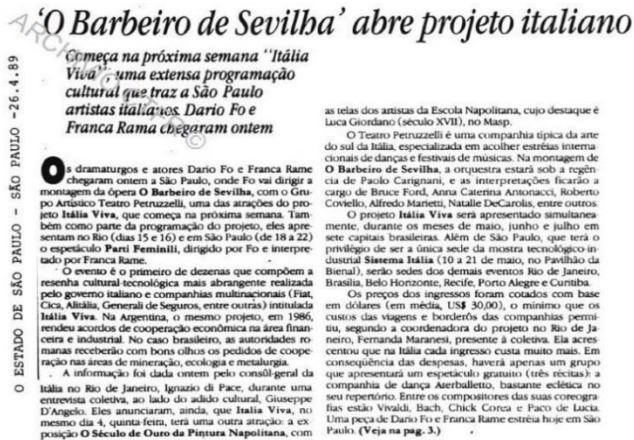 'O Barbeiro de Sevilha' abre projeto italiano
Começa na próxima semana "Itália
Viva", uma extensa programação
cultural que traz a São Paulo
artistas italianos. Dario Fo e
Franca Rama chegaram ontem
O ESTADO DE SÃO PAULO - SÃO PAULO -26.4.89
Os dramaturgos e atores Dario Fo e Franca Rame
chegaram ontem a São Paulo, onde Fo vai dirigir a
montagem da ópera O Barbeiro de Sevilha, com o Gru-
po Artístico Teatro Petruzzelli, uma das atrações do pro-
jeto Itália Viva, que começa na próxima semana. Tam-
bém como parte da programação do projeto, eles apre-
sentam no Rio (dias 15 e 16) e em São Paulo (de 18 a 22)
o espetáculo Parti Feminili, dirigido por Fo e interpre-
tado por Franca Rame.
O evento é o primeiro de dezenas que compõem a
resenha cultural-tecnológica mais abrangente realizada
pelo governo italiano e companhias multinacionais (Fiat,
Cica, Alitália, Generali de Seguros, entre outras) intitulada
Itália Viva. Na Argentina, o mesmo projeto, em 1986,
rendeu acordos de cooperação econômica na área finan-
ceira e industrial. No caso brasileiro, as autoridades ro-
manas receberão com bons olhos os pedidos de coope-
ração nas áreas de mineração, ecologia e metalurgia.
A informação foi dada ontem pelo consûl-geral da
Itália no Rio de Janeiro, Ignazio di Pace, durante uma
entrevista coletiva, ao lado do adido cultural, Giuseppe
D'Angelo. Eles anunciaram, ainda, que Itália Viva, no
mesmo dia 4, quinta-feira, terá uma outra atração: a ex-
posição O Século de Ouro da Pintura Napolitana, com
as telas dos artistas da Escola Napolitana, cujo destaque é
Luca Giordano (século XVII), no Masp.
O Teatro Petruzzelli é uma companhia típica da arte
do sul da Itália, especializada em acolher estréias interna-
cionais de danças e festivais de músicas. Na montagem de
O Barbeiro de Sevilha, a orquestra estará sob a regên-
cia de Paolo Carignani, e as interpretações ficarão a
cargo de Bruce Ford, Anna Caterina Antonacci, Roberto
Coviello, Alfredo Marietti, Natalle DeCarolis, entre outros.
O projeto Itália Viva será apresentado simultanea-
mente, durante os meses de maio, junho e julho em
sete capitais brasileiras. Além de São Paulo, que terá o
privilégio de ser a única sede da mostra tecnológico-in-
dustrial Sistema Itália (10 a 21 de maio, no Pavilhão da
Bienal), serão sedes dos demais eventos Rio de Janeiro,
Brasília, Belo Horizonte, Recife, Porto Alegre e Curitiba.
Os preços dos ingressos foram cotados com base
em dólares (em média, US$ 30,00), o mínimo que os
custos das viagens e borderôs das companhias permi-
tiu, segundo a coordenadora do projeto no Rio de Ja-
neiro, Fernanda Maranesi, presente à coletiva. Ela acres-
centou que na Itália cada ingresso custa muito mais. Em
conseqüência das despesas, haverá apenas um grupo
que apresentará um espetáculo gratuito (três récitas): a
companhia de dança Aterballetto, bastante eclética no
seu repertório. Entre os compositores das suas coreogra-
fias estão Vivaldi, Bach, Chick Corea e Paco de Lucia.
Uma peça de Dario Fo e Franca Rame estréia hoje em São
Paulo. (Veja na pag. 3.)